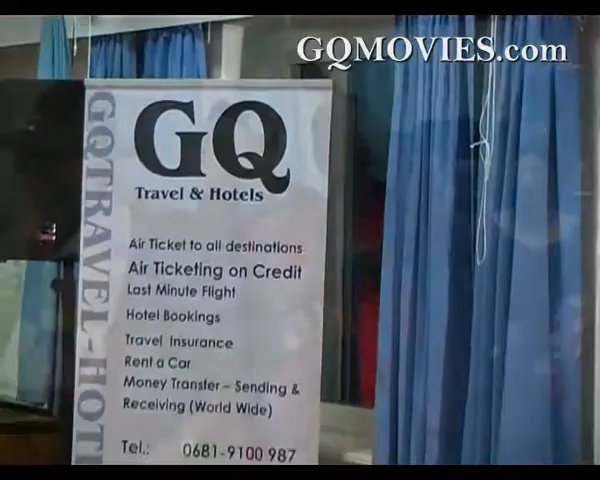 GQMOVIES.com
GQTRAVEL-HOT
GQ
Travel & Hotels
Air Ticket to all destinations
Air Ticketing on Credit
Last Minute Flight
Hotel Bookings
Travel Insurance
Rent a Car
Money Transfer – Sending &
Receiving (World Wide)
Tel.: 0681-9100 987